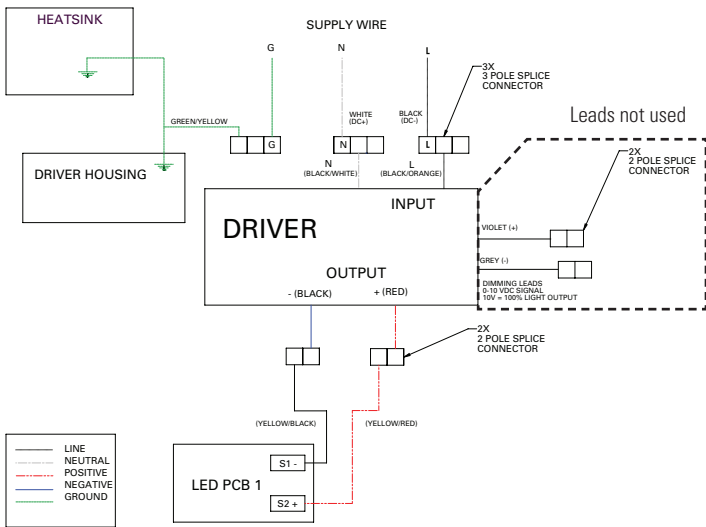 HEATSINK
SUPPLY WIRE
G
N
L
3X
3 POLE SPLICE
CONNECTOR
WHITE
(DC+)
BLACK
(DC-)
Leads not used
GREEN/YELLOW
G
N
L
2X
2 POLE SPLICE
CONNECTOR
DRIVER HOUSING
N
(BLACK/WHITE)
L
(BLACK/ORANGE)
INPUT
DRIVER
VIOLET (+)
GREY (-)
OUTPUT
- (BLACK)
+ (RED)
DIMMING LEADS
0-10 VDC SIGNAL
10V = 100% LIGHT OUTPUT
2X
2 POLE SPLICE
CONNECTOR
(YELLOW/BLACK)
(YELLOW/RED)
LINE
NEUTRAL
POSITIVE
NEGATIVE
GROUND
S1 -
LED PCB 1
S2 +